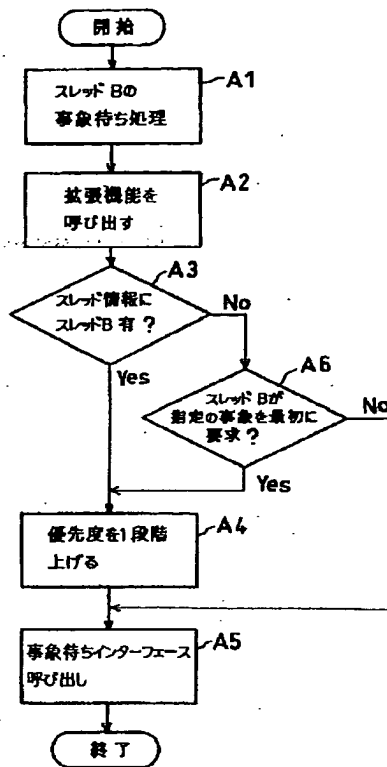 開始
A1
スレッド Bの
事象待ち処理
A2
拡張機能を
呼び出す
A3
スレッド情報に
スレッドB 有?
No
Yes
A6
スレッド Bが
指定の事象を最初に
要求?
No
Yes
A4
優先度を1段階
上げる
A5
事象待ちインターフェース
呼び出し
終了